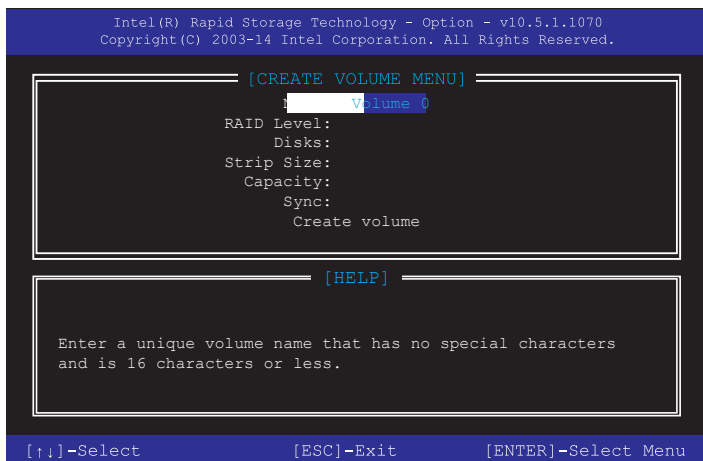 Intel(R) Rapid Storage Technology - Option - v10.5.1.1070
Copyright(C) 2003-14 Intel Corporation. All Rights Reserved.
[CREATE VOLUME MENU]
Volume 0
RAID Level:
Disks:
Strip Size:
Capacity:
Sync:
Create volume
[HELP]
Enter a unique volume name that has no special characters
and is 16 characters or less.
[↑↓]-Select [ESC]-Exit [ENTER]-Select Menu